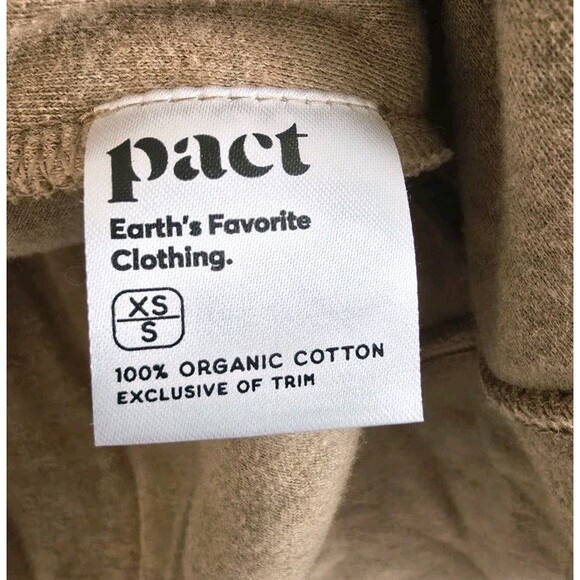 pact
Earth's Favorite
Clothing.
XS
S
100% ORGANIC COTTON
EXCLUSIVE OF TRIM